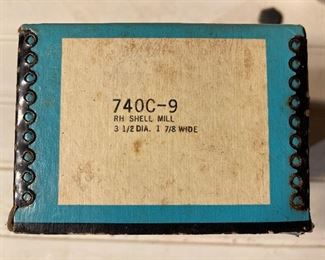 740C-9
RH SHELL MILL
3 1/2 DIA. 1 7/8 WIDE